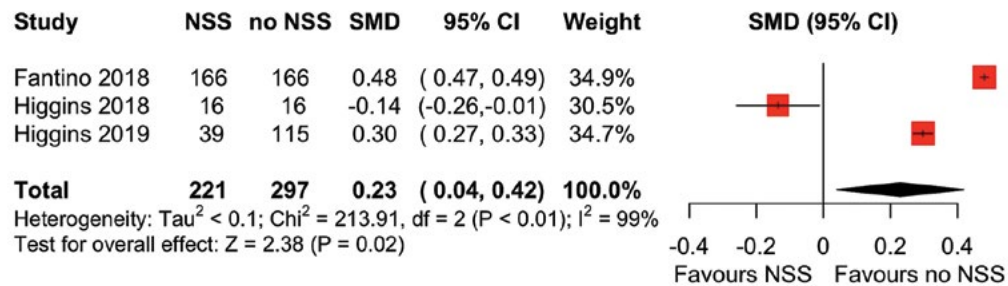 Study NSS no NSS SMD 95% CI Weight SMD (95% CI)
Fantino 2018 166 166 0.48 ( 0.47, 0.49) 34.9%
Higgins 2018 16 16 -0.14 (-0.26,-0.01) 30.5%
Higgins 2019 39 115 0.30 ( 0.27, 0.33) 34.7%
Total 221 297 0.23 ( 0.04, 0.42) 100.0%
Heterogeneity: Tau² < 0.1; Chi² = 213.91, df = 2 (P < 0.01); I² = 99%
Test for overall effect: Z = 2.38 (P = 0.02)
-0.4 -0.2 0 0.2 0.4
Favours NSS Favours no NSS